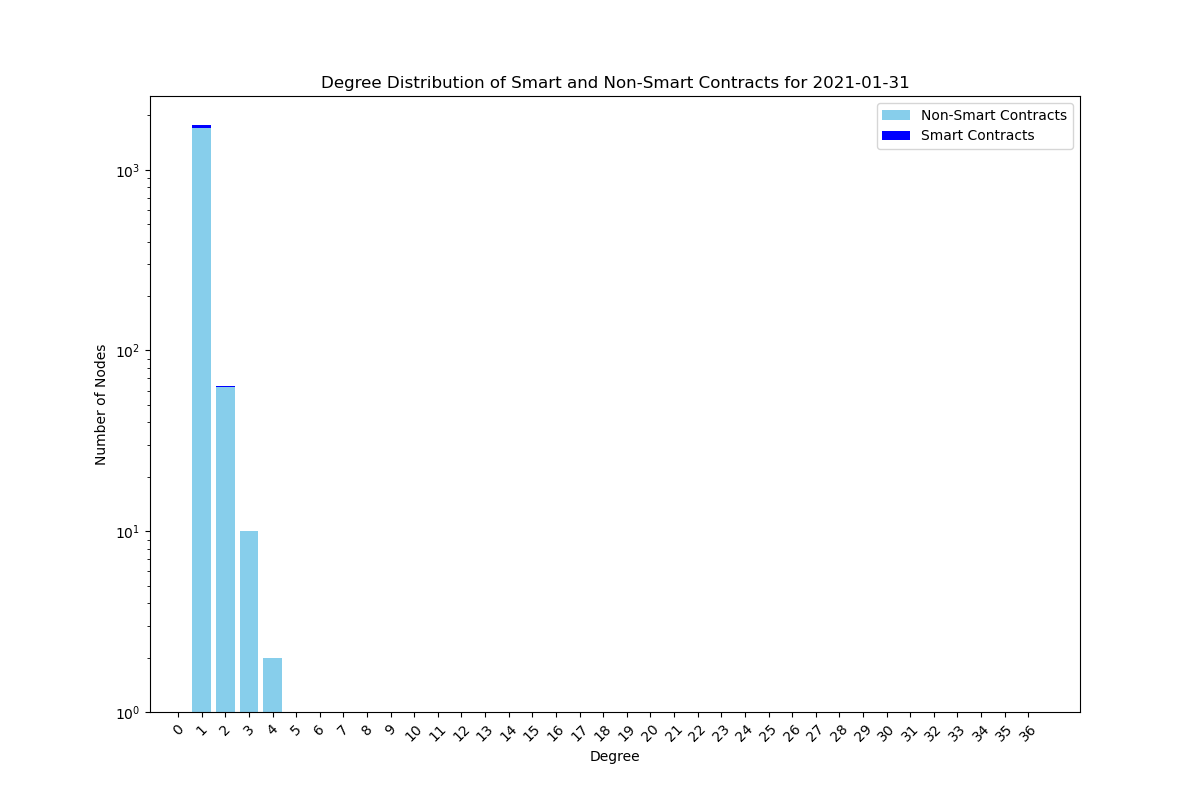 Degree Distribution of Smart and Non-Smart Contracts for 2021-01-31
Non-Smart Contracts
Smart Contracts
Number of Nodes
10³
10²
10¹
10⁰
0 1 2 3 4 5 6 7 8 9 10 11 12 13 14 15 16 17 18 19 20 21 22 23 24 25 26 27 28 29 30 31 32 33 34 35 36
Degree